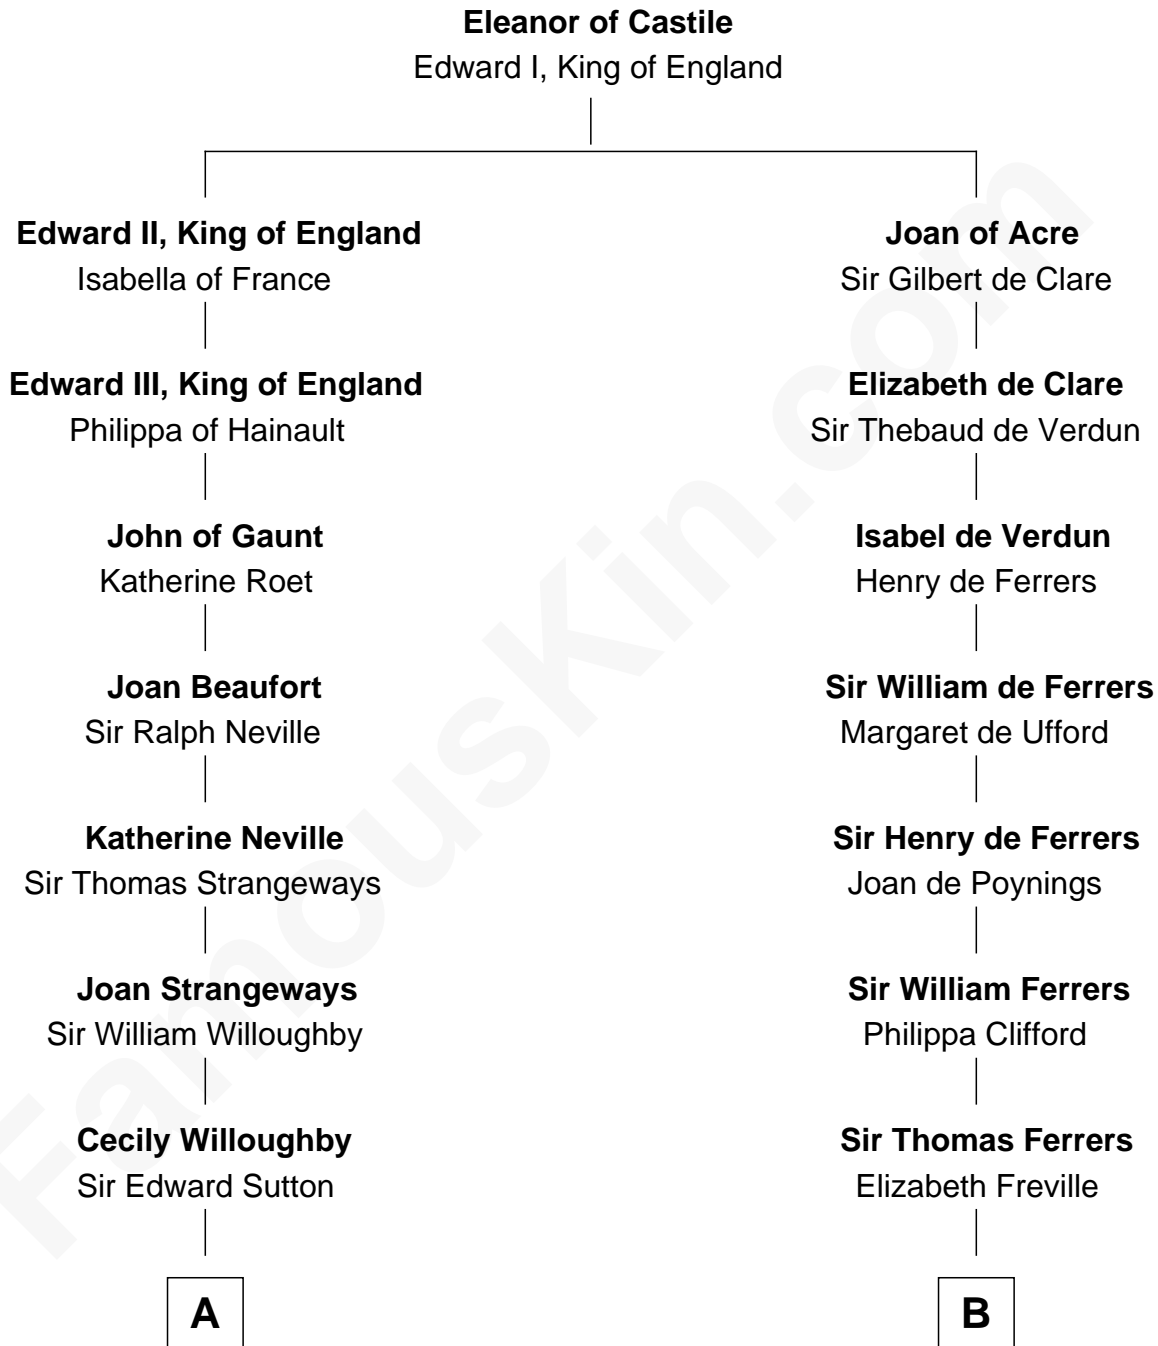 Eleanor of Castile
Edward I, King of England
Edward II, King of England
Isabella of France
Edward III, King of England
Philippa of Hainault
John of Gaunt
Katherine Roet
Joan Beaufort
Sir Ralph Neville
Katherine Neville
Sir Thomas Strangeways
Joan Strangeways
Sir William Willoughby
Cecily Willoughby
Sir Edward Sutton
A
Joan of Acre
Sir Gilbert de Clare
Elizabeth de Clare
Sir Thebaud de Verdun
Isabel de Verdun
Henry de Ferrers
Sir William de Ferrers
Margaret de Ufford
Sir Henry de Ferrers
Joan de Poynings
Sir William Ferrers
Philippa Clifford
Sir Thomas Ferrers
Elizabeth Freville
B
FamousKin.com